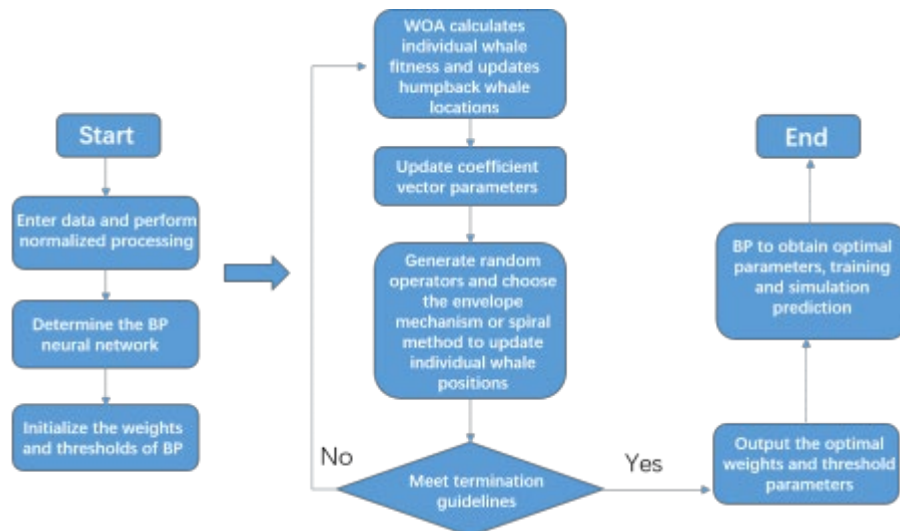 Start
Enter data and perform
normalized processing
Determine the BP
neural network
Initialize the weights
and thresholds of BP
WOA calculates
individual whale
fitness and updates
humpback whale
locations
Update coefficient
vector parameters
Generate random
operators and choose
the envelope
mechanism or spiral
method to update
individual whale
positions
Meet termination
guidelines
No
Yes
Output the optimal
weights and threshold
parameters
BP to obtain optimal
parameters, training
and simulation
prediction
End